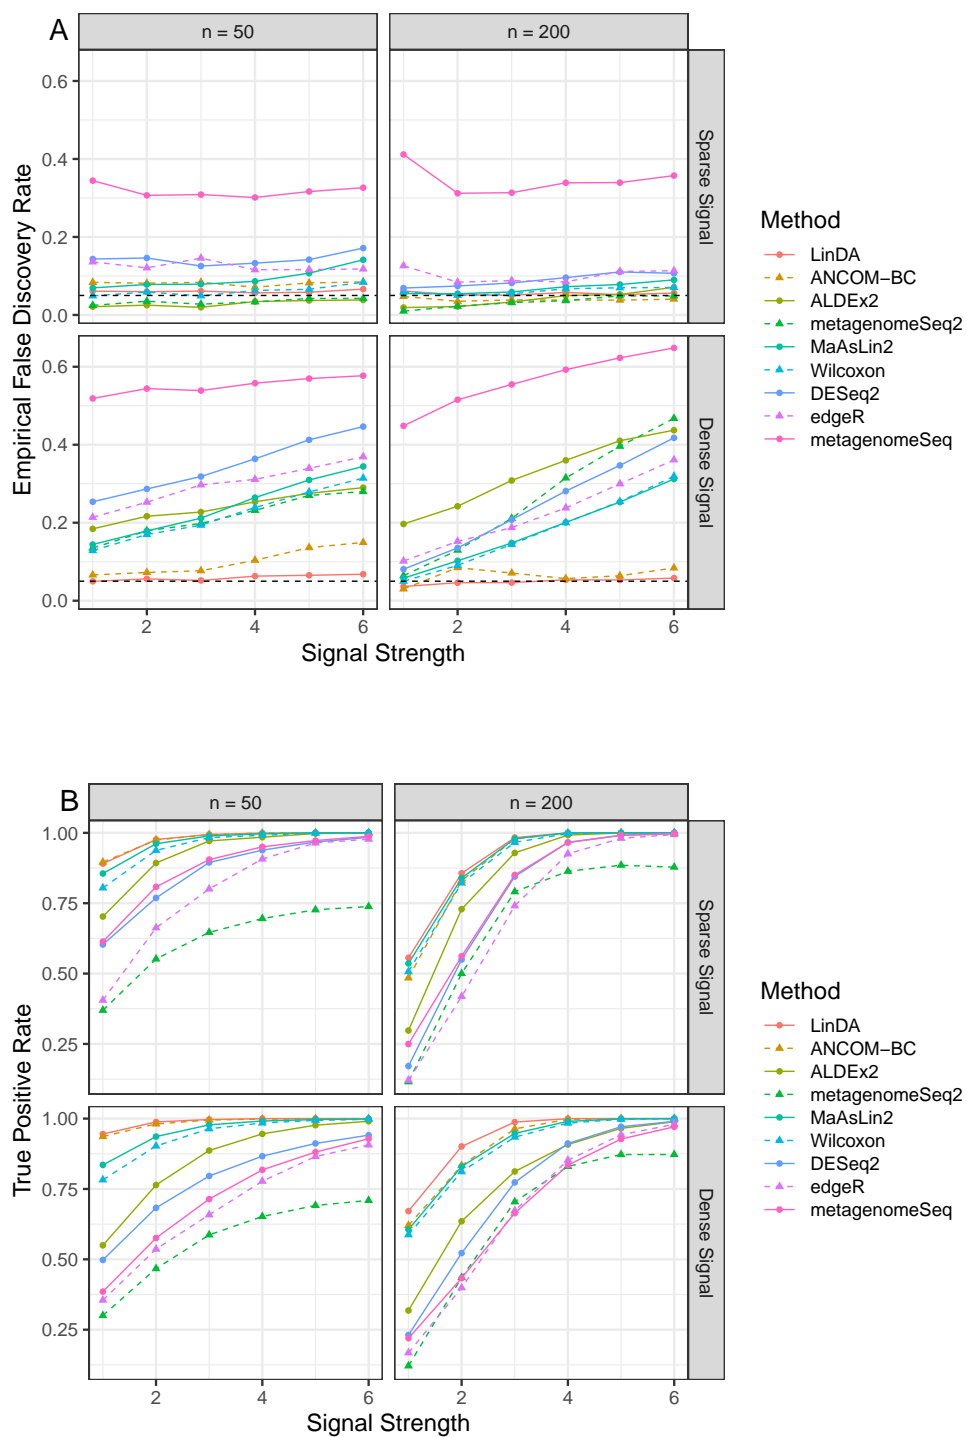 A
n = 50
n = 200
Empirical False Discovery Rate
0.6
0.4
0.2
0.0
Sparse Signal
0.6
0.4
0.2
0.0
Dense Signal
2
4
6
2
4
6
Signal Strength
Method
LinDA
ANCOM−BC
ALDEx2
metagenomeSeq2
MaAsLin2
Wilcoxon
DESeq2
edgeR
metagenomeSeq
B
n = 50
n = 200
True Positive Rate
1.00
0.75
0.50
0.25
Sparse Signal
1.00
0.75
0.50
0.25
Dense Signal
2
4
6
2
4
6
Signal Strength
Method
LinDA
ANCOM−BC
ALDEx2
metagenomeSeq2
MaAsLin2
Wilcoxon
DESeq2
edgeR
metagenomeSeq